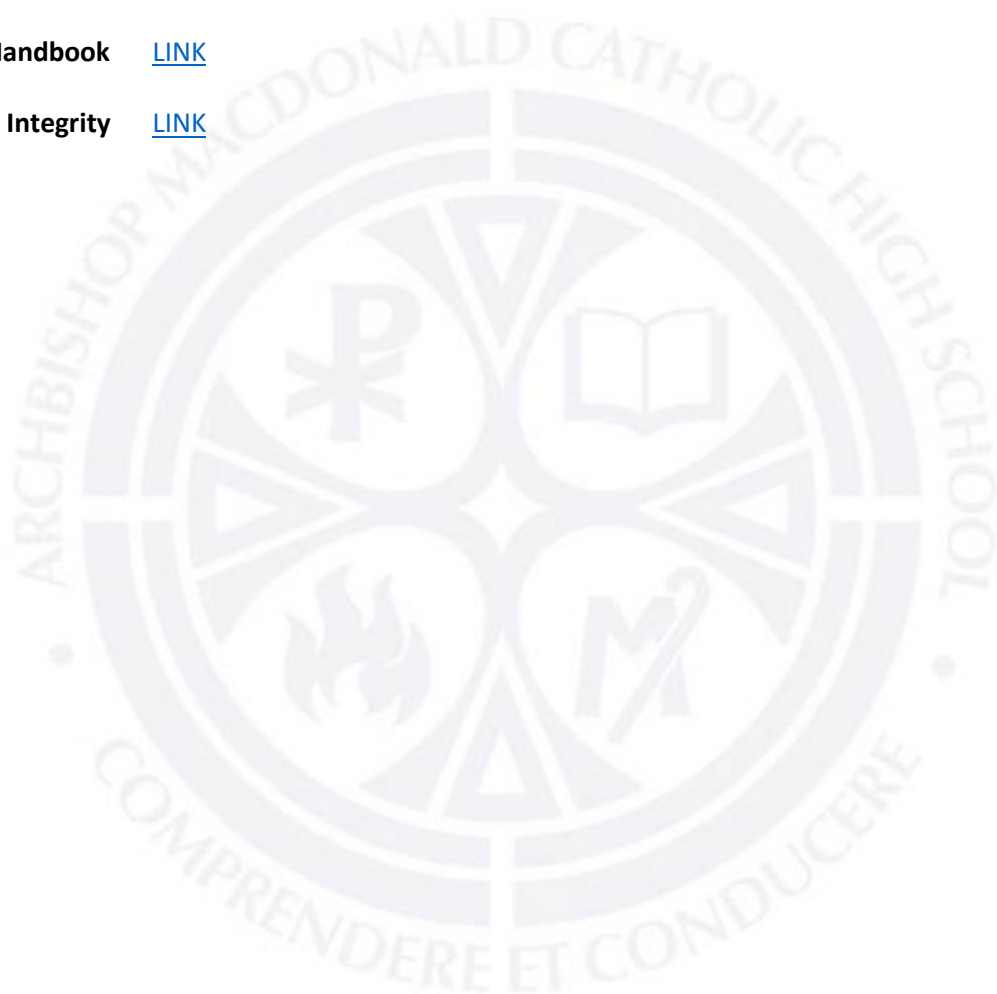 Handbook LINK
Integrity LINK
ARCHBISHOP MACDONALD CATHOLIC HIGH SCHOOL
COMPRENDERE ET CONDUCERE
M